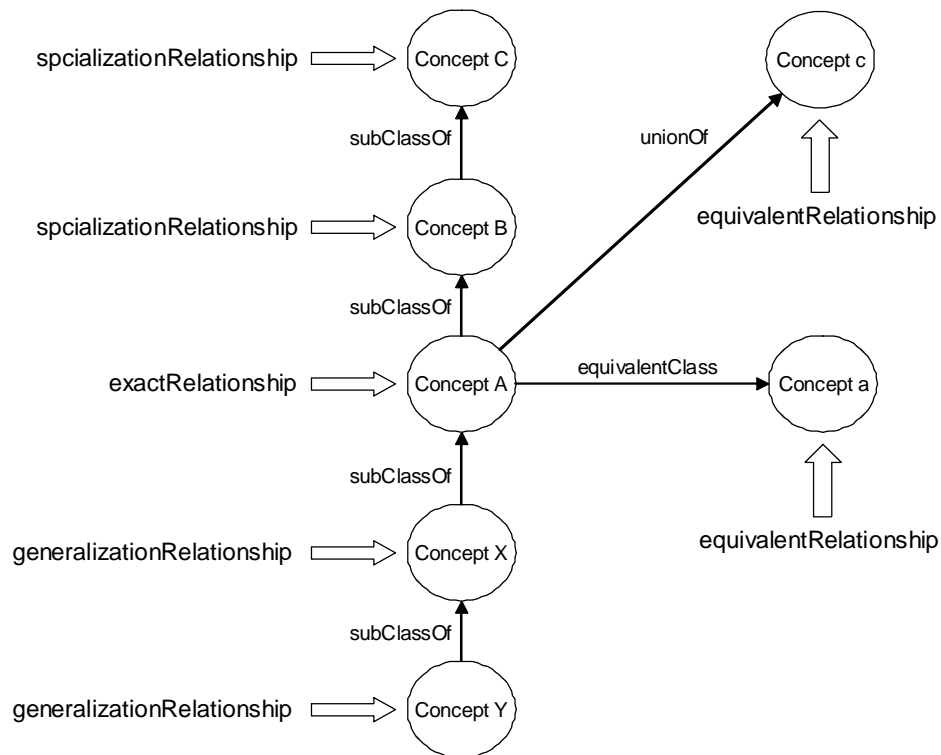 spcializationRelationship
Concept C
Concept c
subClassOf
unionOf
spcializationRelationship
Concept B
equivalentRelationship
subClassOf
exactRelationship
Concept A
equivalentClass
Concept a
subClassOf
generalizationRelationship
Concept X
equivalentRelationship
subClassOf
generalizationRelationship
Concept Y